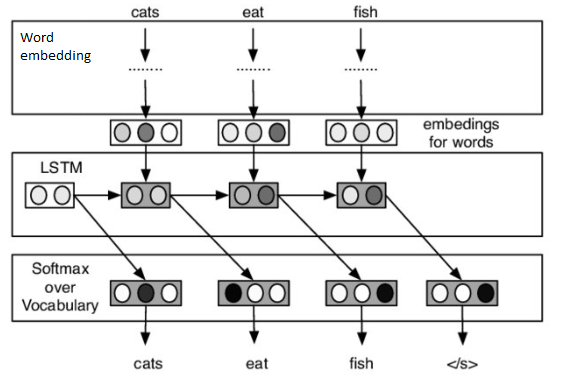 cats eat fish
Word
embedding
embedings
for words
LSTM
Softmax
over
Vocabulary
cats eat fish </s>